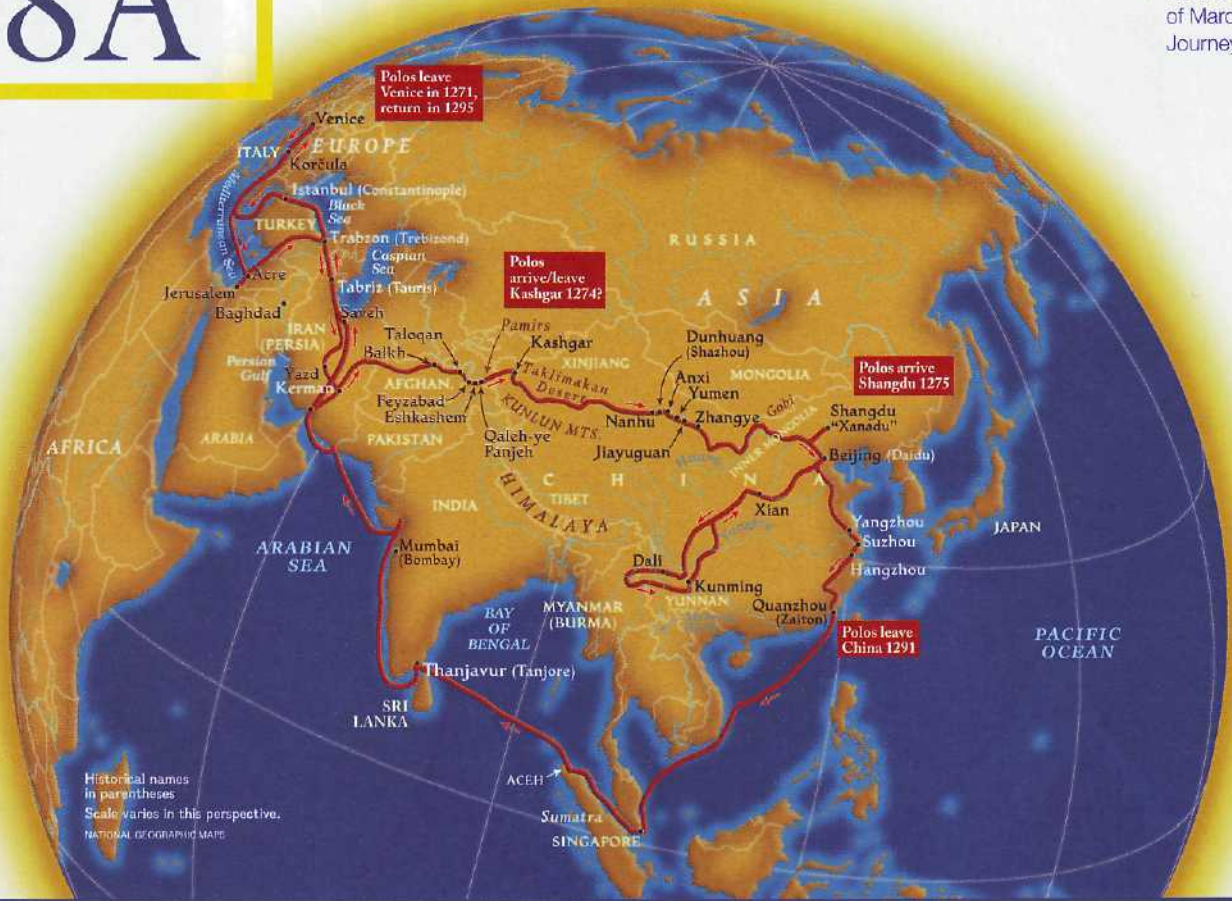 8A
of Marc
Journey
Polos leave
Venice in 1271,
return in 1295
Venice
ITALY
EUROPE
Korčula
Mediterranean Sea
Istanbul (Constantinople)
Black
Sea
TURKEY
Trabzon (Trebizond)
RUSSIA
Caspian
Sea
Polos
arrive/leave
Kashgar 1274?
ASIA
Acre
Jerusalem
Tabriz (Tauris)
Baghdad
Saveh
IRAN
(PERSIA)
Taloqan
Pamirs
Dunhuang
(Shazhou)
Balkh
Kashgar
XINJIANG
MONGOLIA
Polos arrive
Shangdu 1275
Persian
Gulf
Yazd
Kerman
AFGHAN.
Taklimakan
Desert
Anxi
Yumen
Feyzabad
Eshkashem
KUNLUN MTS.
Nanhu
Zhangye
Gobi
Shangdu
"Xanadu"
AFRICA
ARABIA
PAKISTAN
Qaleh-ye
Panjeh
Jiayuguan
Huang
INNER MONGOLIA
Beijing (Daidu)
CHINA
HIMALAYA
TIBET
INDIA
Xian
Yangzhou
JAPAN
Suzhou
ARABIAN
SEA
Mumbai
(Bombay)
Dali
Hangzhou
Kunming
YUNNAN
MYANMAR
(BURMA)
Quanzhou
(Zaiton)
BAY
OF
BENGAL
Polos leave
China 1291
PACIFIC
OCEAN
Thanjavur (Tanjore)
SRI
LANKA
ACEH
Sumatra
SINGAPORE
Historical names
in parentheses
Scale varies in this perspective.
NATIONAL GEOGRAPHIC MAPS